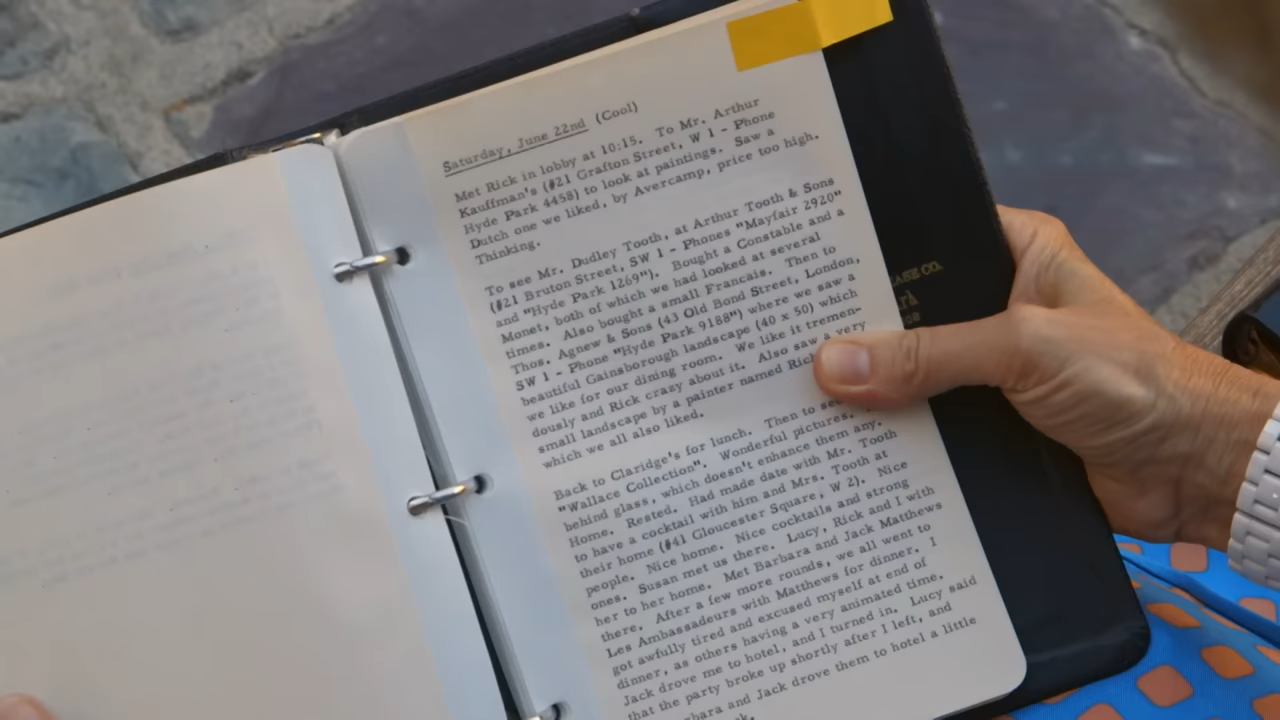 Saturday, June 22nd (Cool)
Met Rick in lobby at 10:15. To Mr. Arthur
Kauffman's (#21 Grafton Street, W 1 - Phone
Hyde Park 4458) to look at paintings. Saw a
Dutch one we liked, by Avercamp, price too high.
Thinking.
To see Mr. Dudley Tooth, at Arthur Tooth & Sons
(#21 Bruton Street, SW 1 - Phones "Mayfair 2920"
and "Hyde Park 1269"). Bought a Constable and a
Monet, both of which we had looked at several
times. Also bought a small Francais. Then to
Thos. Agnew & Sons (43 Old Bond Street, London,
SW 1 - Phone "Hyde Park 9188") where we saw a
beautiful Gainsborough landscape (40 x 50) which
we like for our dining room. We like it tremen-
dously and Rick crazy about it. Also saw a very
small landscape by a painter named
which we all also liked.
Back to Claridge's for lunch. Then to see
"Wallace Collection". Wonderful pictures.
behind glass, which doesn't enhance them any.
Home. Rested. Had made date with Mr. Tooth
to have a cocktail with him and Mrs. Tooth at
their home (#41 Gloucester Square, W 2). Nice
people. Nice home. Nice cocktails and strong
ones. Susan met us there. Lucy, Rick and I with
her to her home. Met Barbara and Jack Matthews
there. After a few more rounds, we all went to
Les Ambassadeurs with Matthews for dinner. I
got awfully tired and excused myself at end of
dinner, as others having a very animated time.
Jack drove me to hotel, and I turned in. Lucy said
that the party broke up shortly after I left, and
and Jack drove them to hotel a little